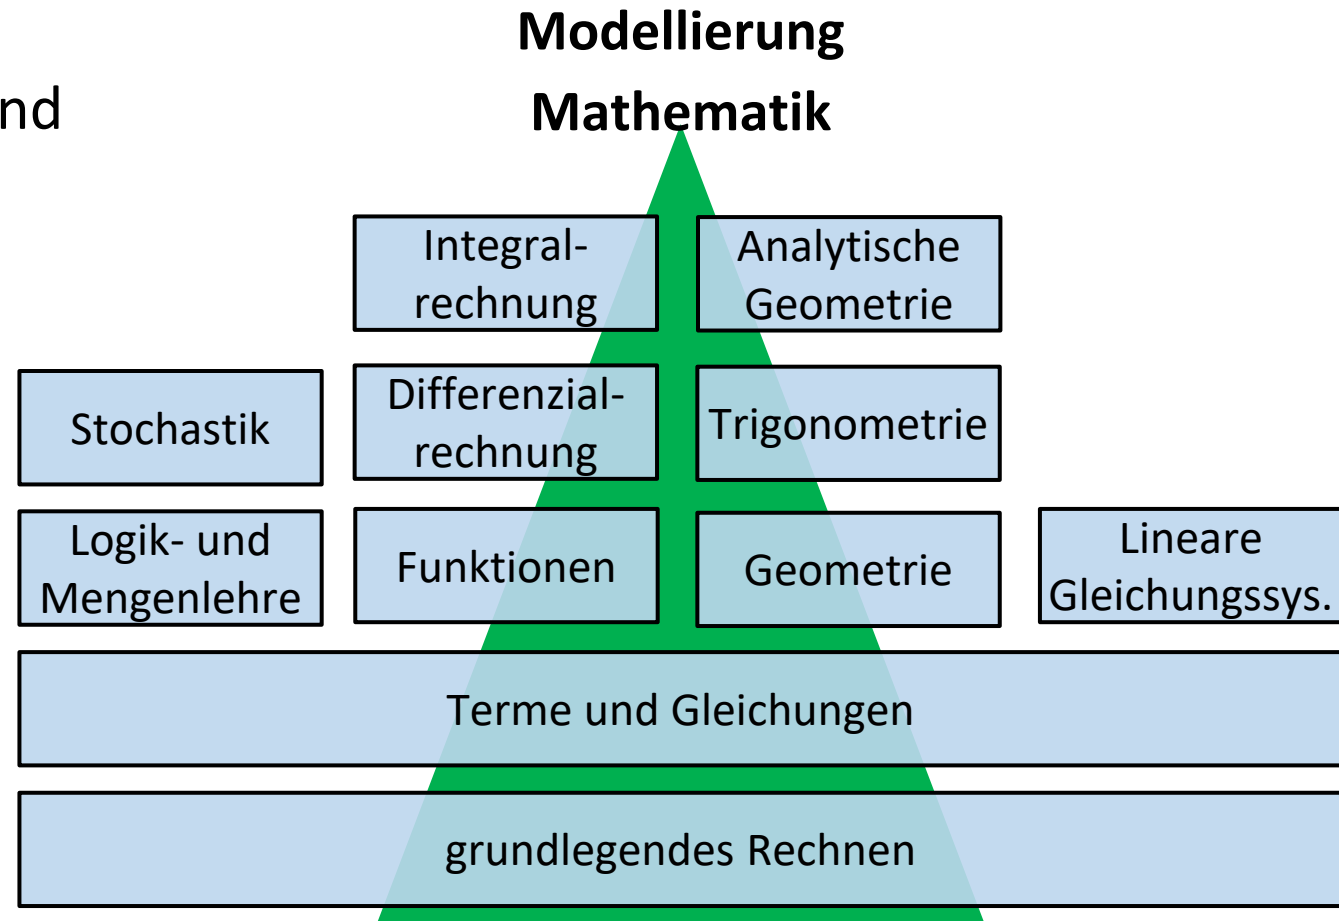 Modellierung
nd
Mathematik
Integral-
rechnung
Analytische
Geometrie
Stochastik
Differenzial-
rechnung
Trigonometrie
Logik- und
Mengenlehre
Funktionen
Geometrie
Lineare
Gleichungssys.
Terme und Gleichungen
grundlegendes Rechnen